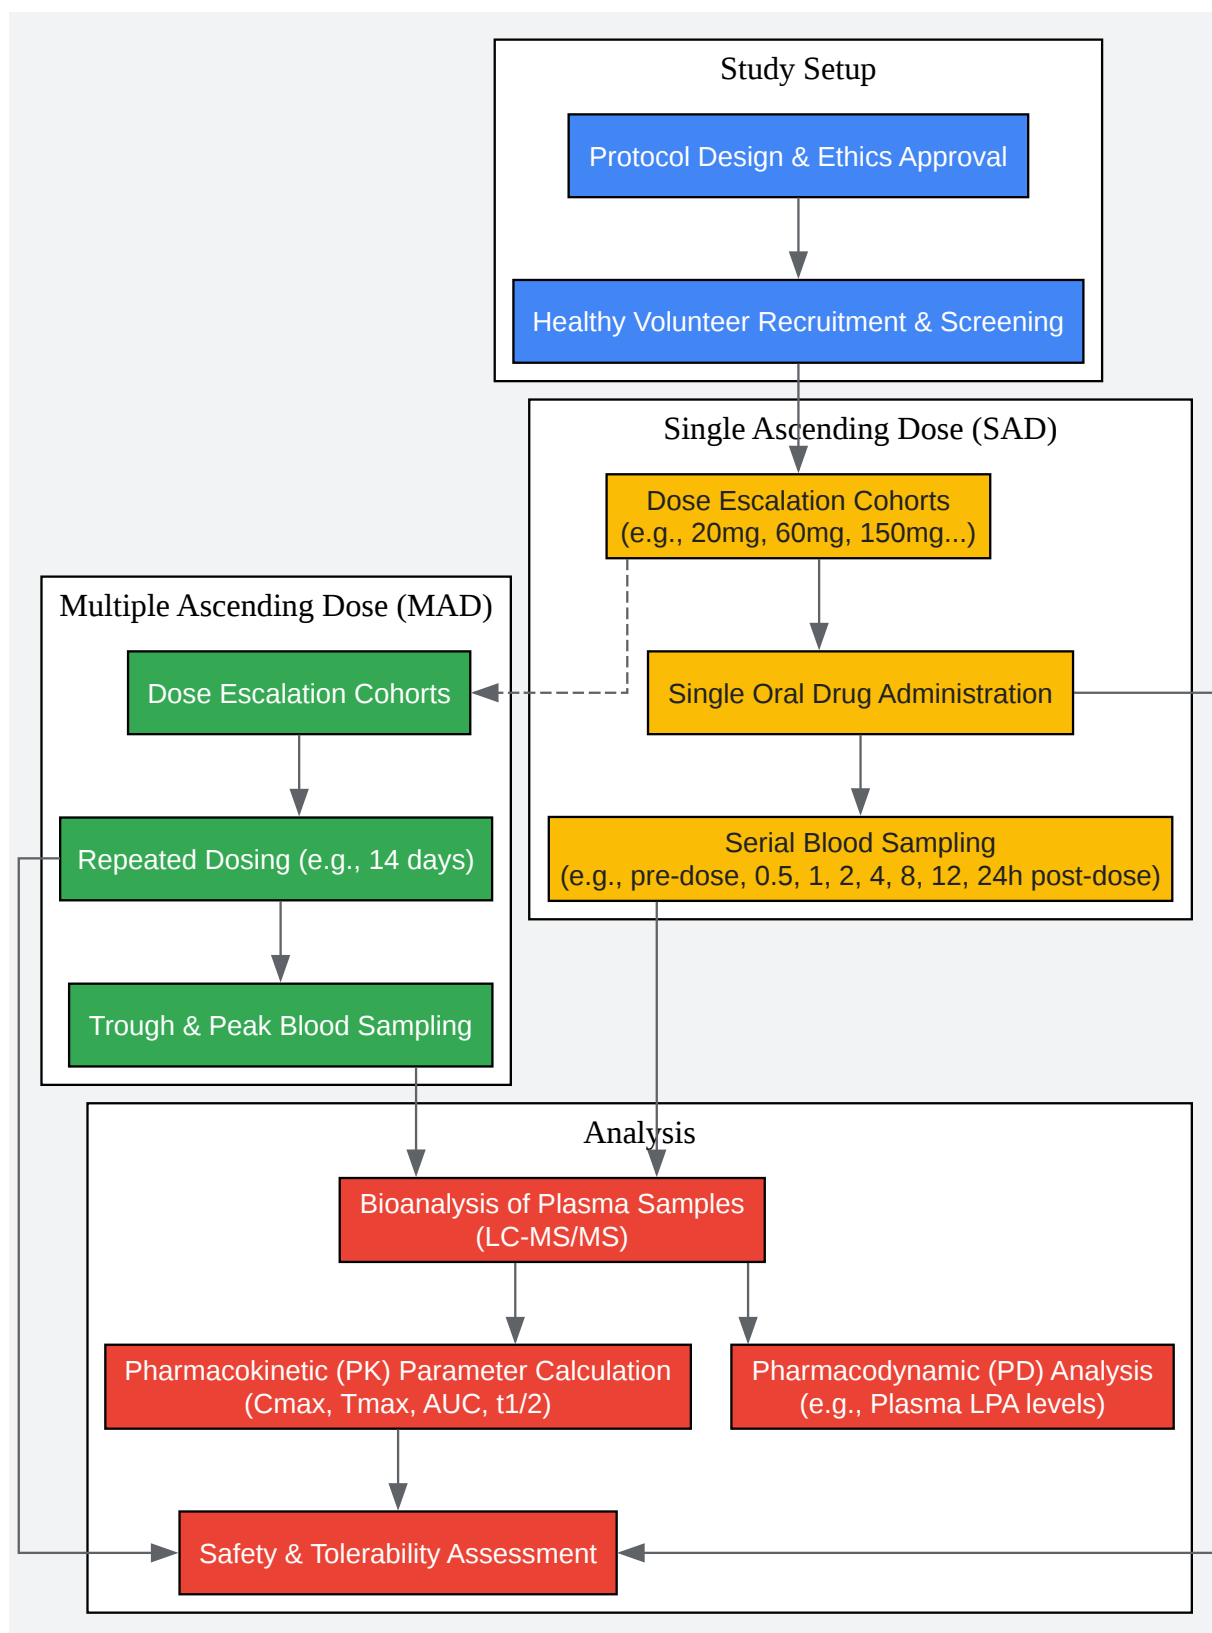 Study Setup
Protocol Design & Ethics Approval
Healthy Volunteer Recruitment & Screening
Single Ascending Dose (SAD)
Dose Escalation Cohorts
(e.g., 20mg, 60mg, 150mg...)
Single Oral Drug Administration
Serial Blood Sampling
(e.g., pre-dose, 0.5, 1, 2, 4, 8, 12, 24h post-dose)
Multiple Ascending Dose (MAD)
Dose Escalation Cohorts
Repeated Dosing (e.g., 14 days)
Trough & Peak Blood Sampling
Analysis
Bioanalysis of Plasma Samples
(LC-MS/MS)
Pharmacokinetic (PK) Parameter Calculation
(Cmax, Tmax, AUC, t1/2)
Pharmacodynamic (PD) Analysis
(e.g., Plasma LPA levels)
Safety & Tolerability Assessment